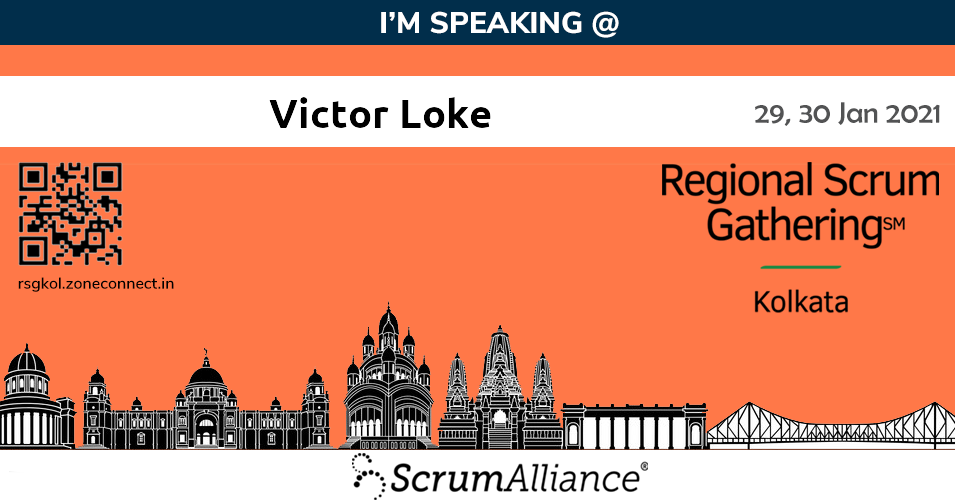 I’M SPEAKING @
Victor Loke
29, 30 Jan 2021
Regional Scrum
Gathering℠
Kolkata
rsgkol.zoneconnect.in
ScrumAlliance®